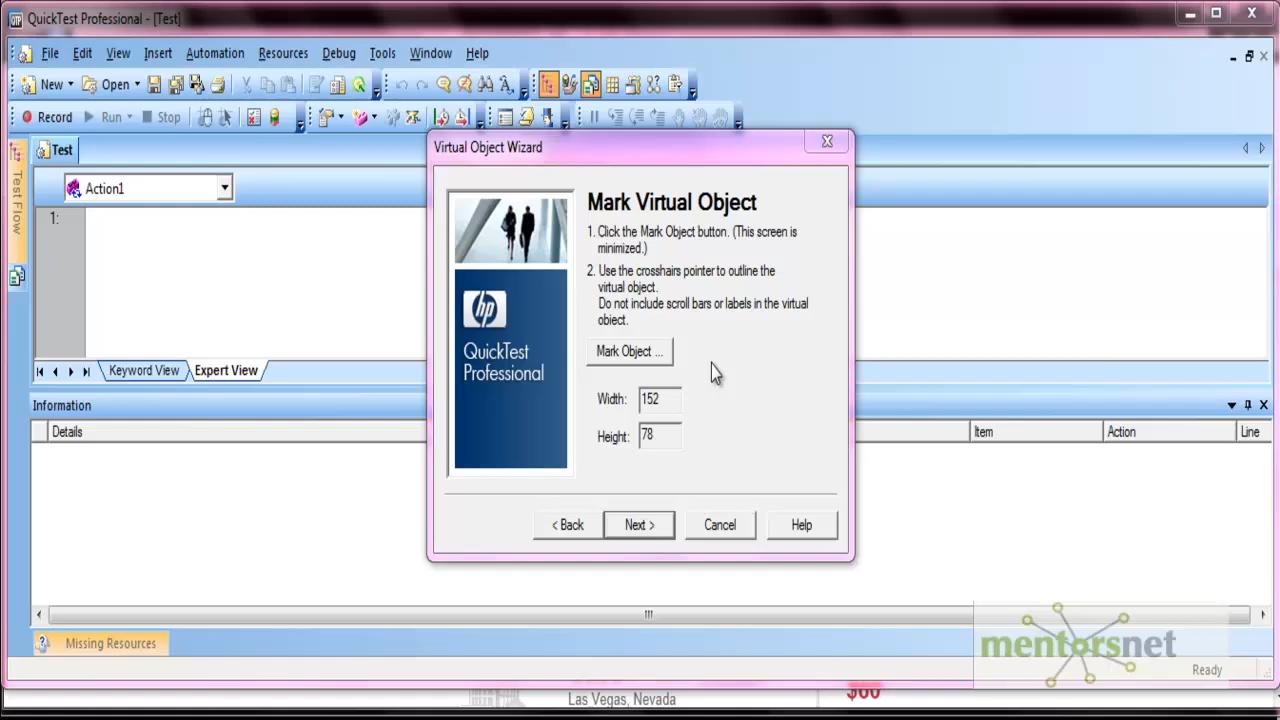 QTP QuickTest Professional - [Test]
File Edit View Insert Automation Resources Debug Tools Window Help
New Open
Record Run Stop
Test
Test Flow
Action1
1:
Keyword View Expert View
Virtual Object Wizard
Mark Virtual Object
1. Click the Mark Object button. (This screen is
minimized.)
2. Use the crosshairs pointer to outline the
virtual object.
Do not include scroll bars or labels in the virtual
object.
hp
QuickTest
Professional
Mark Object ...
Width: 152
Height: 78
< Back Next > Cancel Help
Information
Details Item Action Line
Missing Resources
mentorsnet
Ready
Las Vegas, Nevada